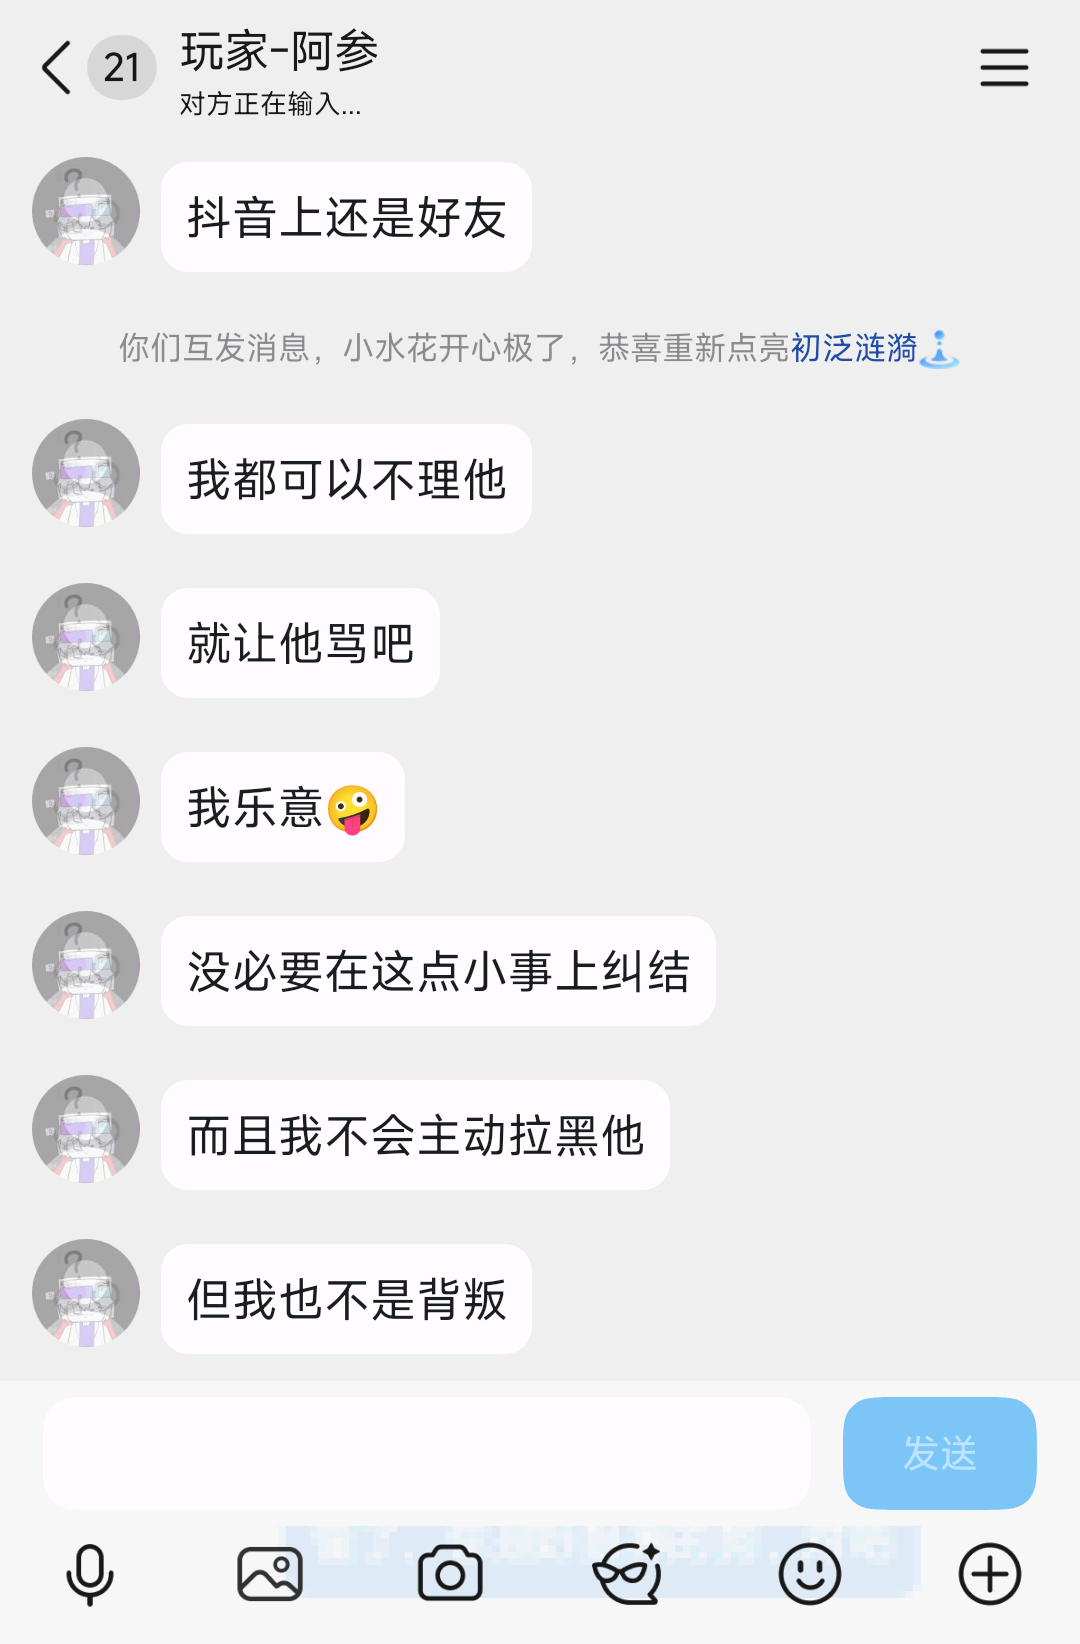 21
玩家-阿参
对方正在输入...
抖音上还是好友
你们互发消息，小水花开心极了，恭喜重新点亮初泛涟漪
我都可以不理他
就让他骂吧
我乐意🤪
没必要在这点小事上纠结
而且我不会主动拉黑他
但我也不是背叛
发送